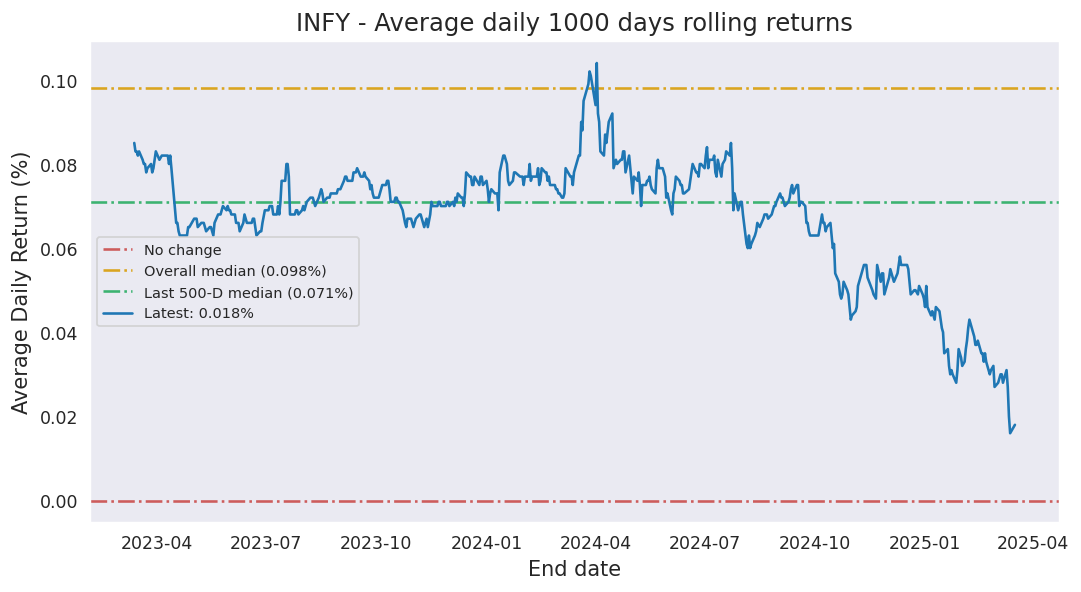 INFY - Average daily 1000 days rolling returns
Average Daily Return (%)
0.10
0.08
0.06
0.04
0.02
0.00
No change
Overall median (0.098%)
Last 500-D median (0.071%)
Latest: 0.018%
2023-04 2023-07 2023-10 2024-01 2024-04 2024-07 2024-10 2025-01 2025-04
End date